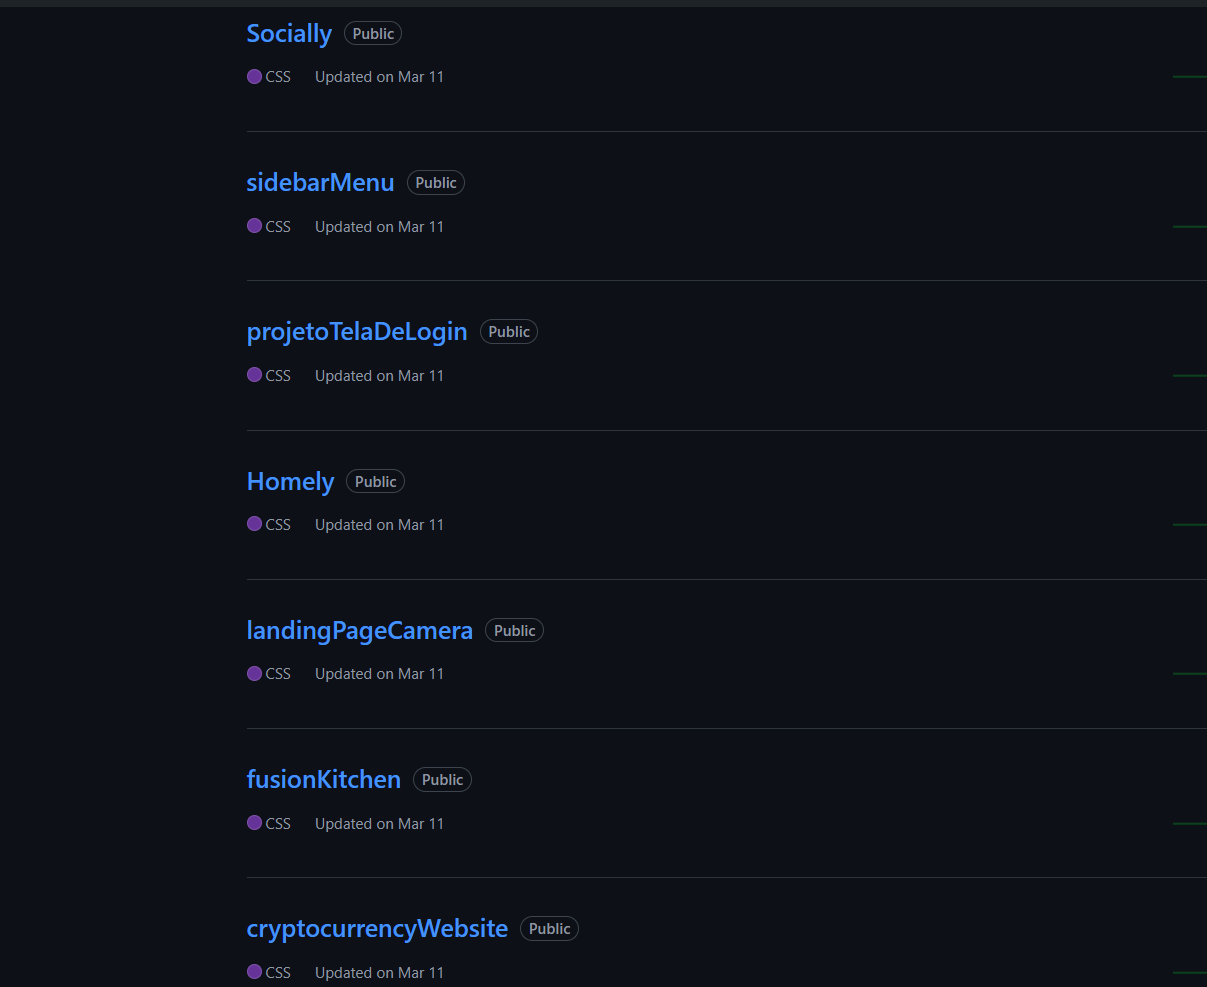 Socially Public
CSS Updated on Mar 11
sidebarMenu Public
CSS Updated on Mar 11
projetoTelaDeLogin Public
CSS Updated on Mar 11
Homely Public
CSS Updated on Mar 11
landingPageCamera Public
CSS Updated on Mar 11
fusionKitchen Public
CSS Updated on Mar 11
cryptocurrencyWebsite Public
CSS Updated on Mar 11